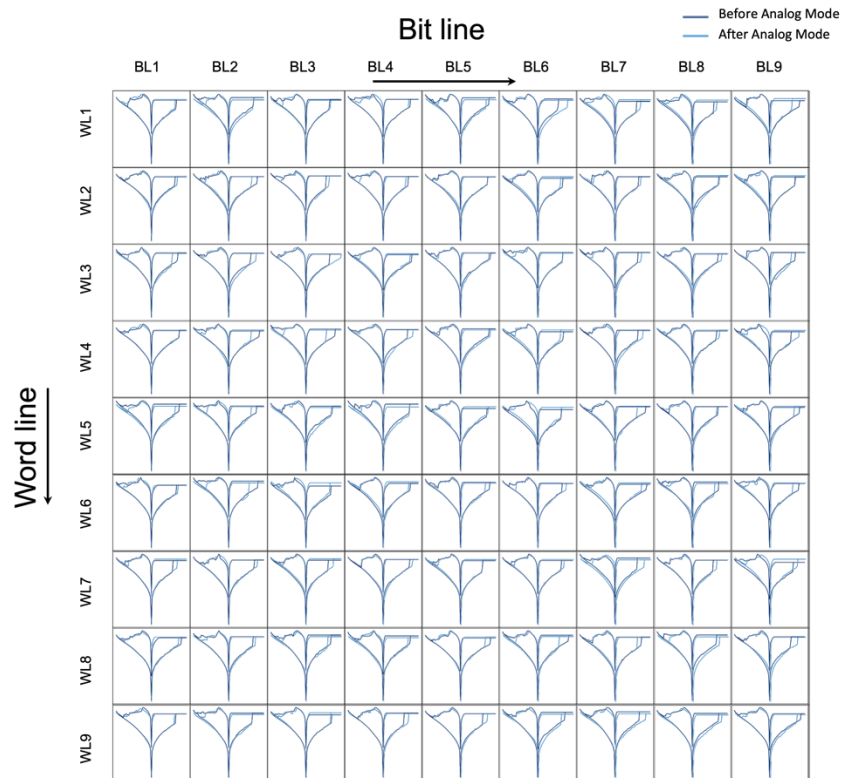 Before Analog Mode
After Analog Mode
Bit line
BL1 BL2 BL3 BL4 BL5 BL6 BL7 BL8 BL9
Word line
WL1
WL2
WL3
WL4
WL5
WL6
WL7
WL8
WL9